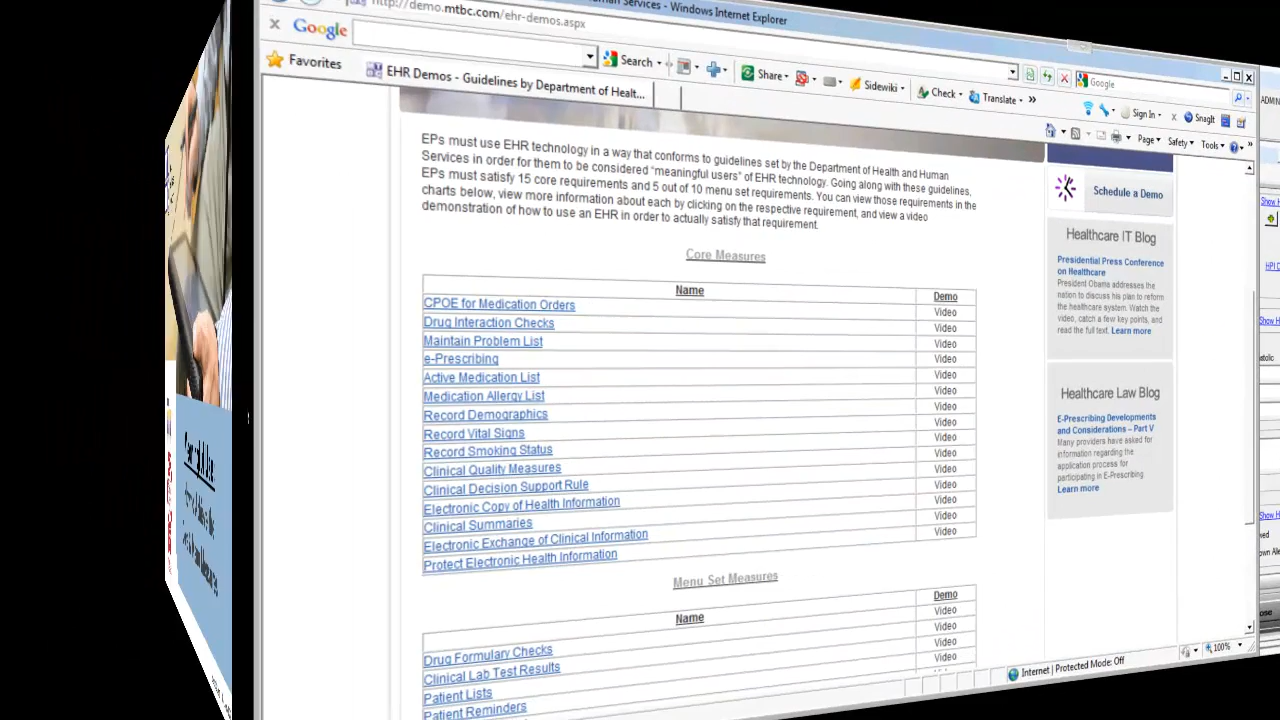 Human Services - Windows Internet Explorer
http://demo.mtbc.com/ehr-demos.aspx
Google
Search
Share
Sidewiki
Check
Translate
Sign In
Google
Favorites
EHR Demos - Guidelines by Department of Healt...
SnagIt
Page
Safety
Tools
EPs must use EHR technology in a way that conforms to guidelines set by the Department of Health and Human
Services in order for them to be considered "meaningful users" of EHR technology. Going along with these guidelines,
EPs must satisfy 15 core requirements and 5 out of 10 menu set requirements. You can view those requirements in the
charts below, view more information about each by clicking on the respective requirement, and view a video
demonstration of how to use an EHR in order to actually satisfy that requirement.
Core Measures
Name Demo
CPOE for Medication Orders Video
Drug Interaction Checks Video
Maintain Problem List Video
e-Prescribing Video
Active Medication List Video
Medication Allergy List Video
Record Demographics Video
Record Vital Signs Video
Record Smoking Status Video
Clinical Quality Measures Video
Clinical Decision Support Rule Video
Electronic Copy of Health Information Video
Clinical Summaries Video
Electronic Exchange of Clinical Information Video
Protect Electronic Health Information Video
Menu Set Measures
Name Demo
Drug Formulary Checks Video
Clinical Lab Test Results Video
Patient Lists Video
Patient Reminders Video
Schedule a Demo
Healthcare IT Blog
Presidential Press Conference
on Healthcare
President Obama addresses the
nation to discuss his plan to reform
the healthcare system. Watch the
video, catch a few key points, and
read the full text. Learn more
Healthcare Law Blog
E-Prescribing Developments
and Considerations – Part V
Many providers have asked for
information regarding the
application process for
participating in E-Prescribing
Learn more
Internet | Protected Mode: Off
100%
ADMIN